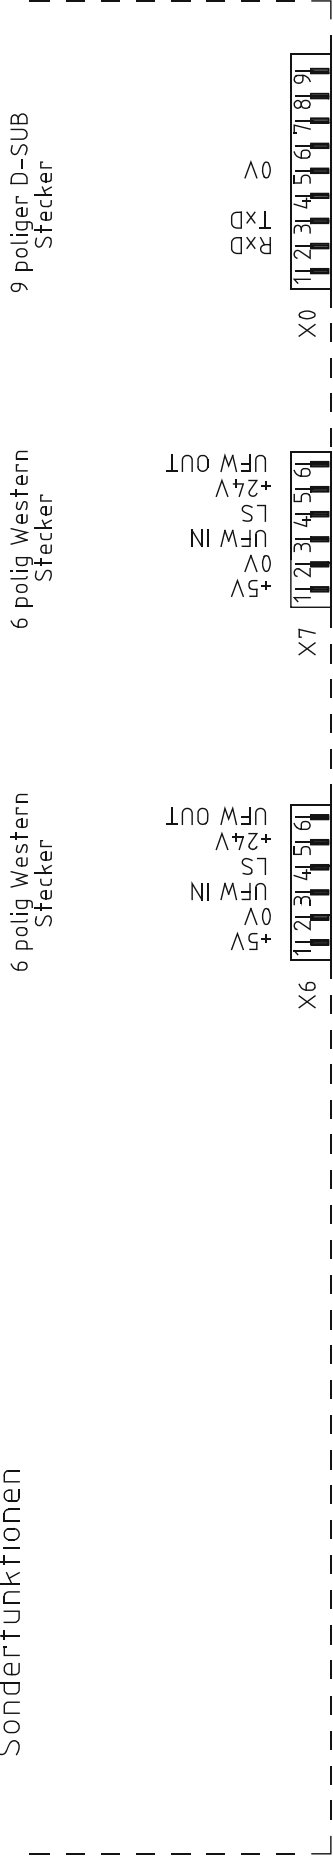 Sonderfunktionen
6 polig Western
Stecker
+5V
0V
UFW IN
LS
+24V
UFW OUT
1 2 3 4 5 6
X6
6 polig Western
Stecker
+5V
0V
UFW IN
LS
+24V
UFW OUT
1 2 3 4 5 6
X7
9 poliger D-SUB
Stecker
RxD
TxD
0V
1 2 3 4 5 6 7 8 9
X0